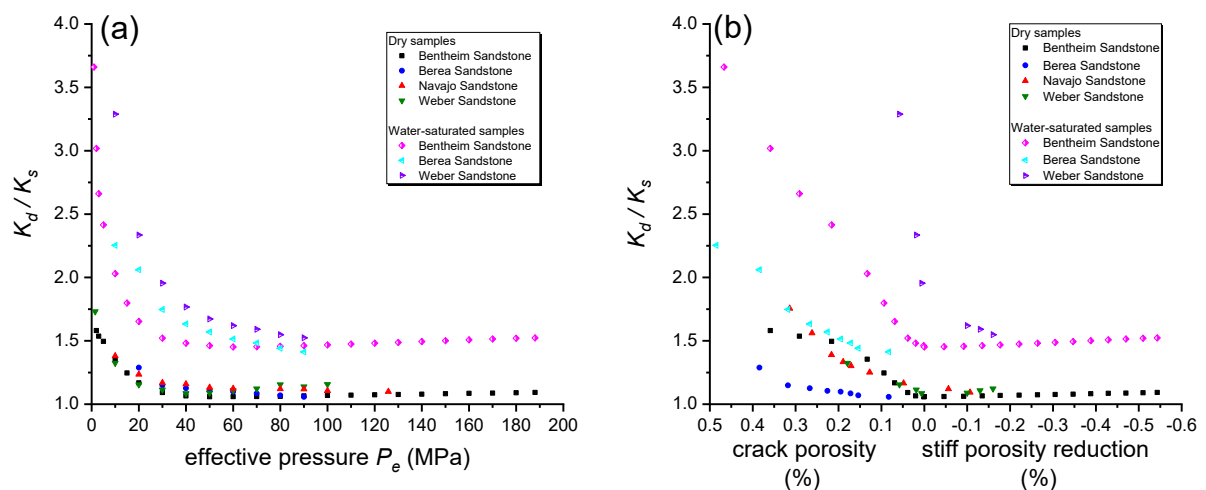 (a)
4.0
3.5
3.0
2.5
2.0
1.5
1.0
K_d / K_s
Dry samples
Bentheim Sandstone
Berea Sandstone
Navajo Sandstone
Weber Sandstone
Water-saturated samples
Bentheim Sandstone
Berea Sandstone
Weber Sandstone
0 20 40 60 80 100 120 140 160 180 200
effective pressure P_e (MPa)
(b)
4.0
3.5
3.0
2.5
2.0
1.5
1.0
K_d / K_s
Dry samples
Bentheim Sandstone
Berea Sandstone
Navajo Sandstone
Weber Sandstone
Water-saturated samples
Bentheim Sandstone
Berea Sandstone
Weber Sandstone
0.5 0.4 0.3 0.2 0.1 0.0 -0.1 -0.2 -0.3 -0.4 -0.5 -0.6
crack porosity stiff porosity reduction
(%) (%)